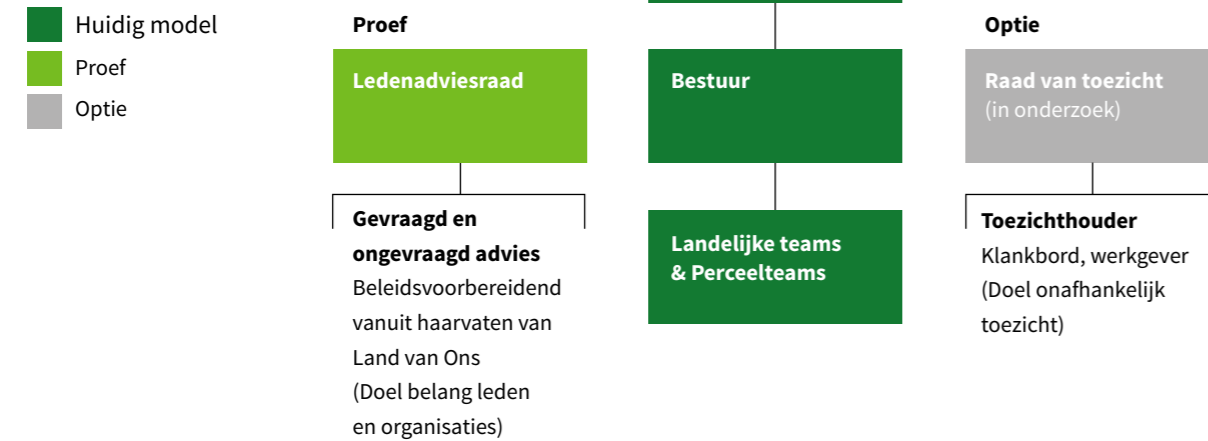 Huidig model
Proef
Optie
Proef
Ledenadviesraad
Gevraagd en
ongevraagd advies
Beleidsvoorbereidend
vanuit haarvaten van
Land van Ons
(Doel belang leden
en organisaties)
Bestuur
Landelijke teams
& Perceelteams
Optie
Raad van toezicht
(in onderzoek)
Toezichthouder
Klankbord, werkgever
(Doel onafhankelijk
toezicht)